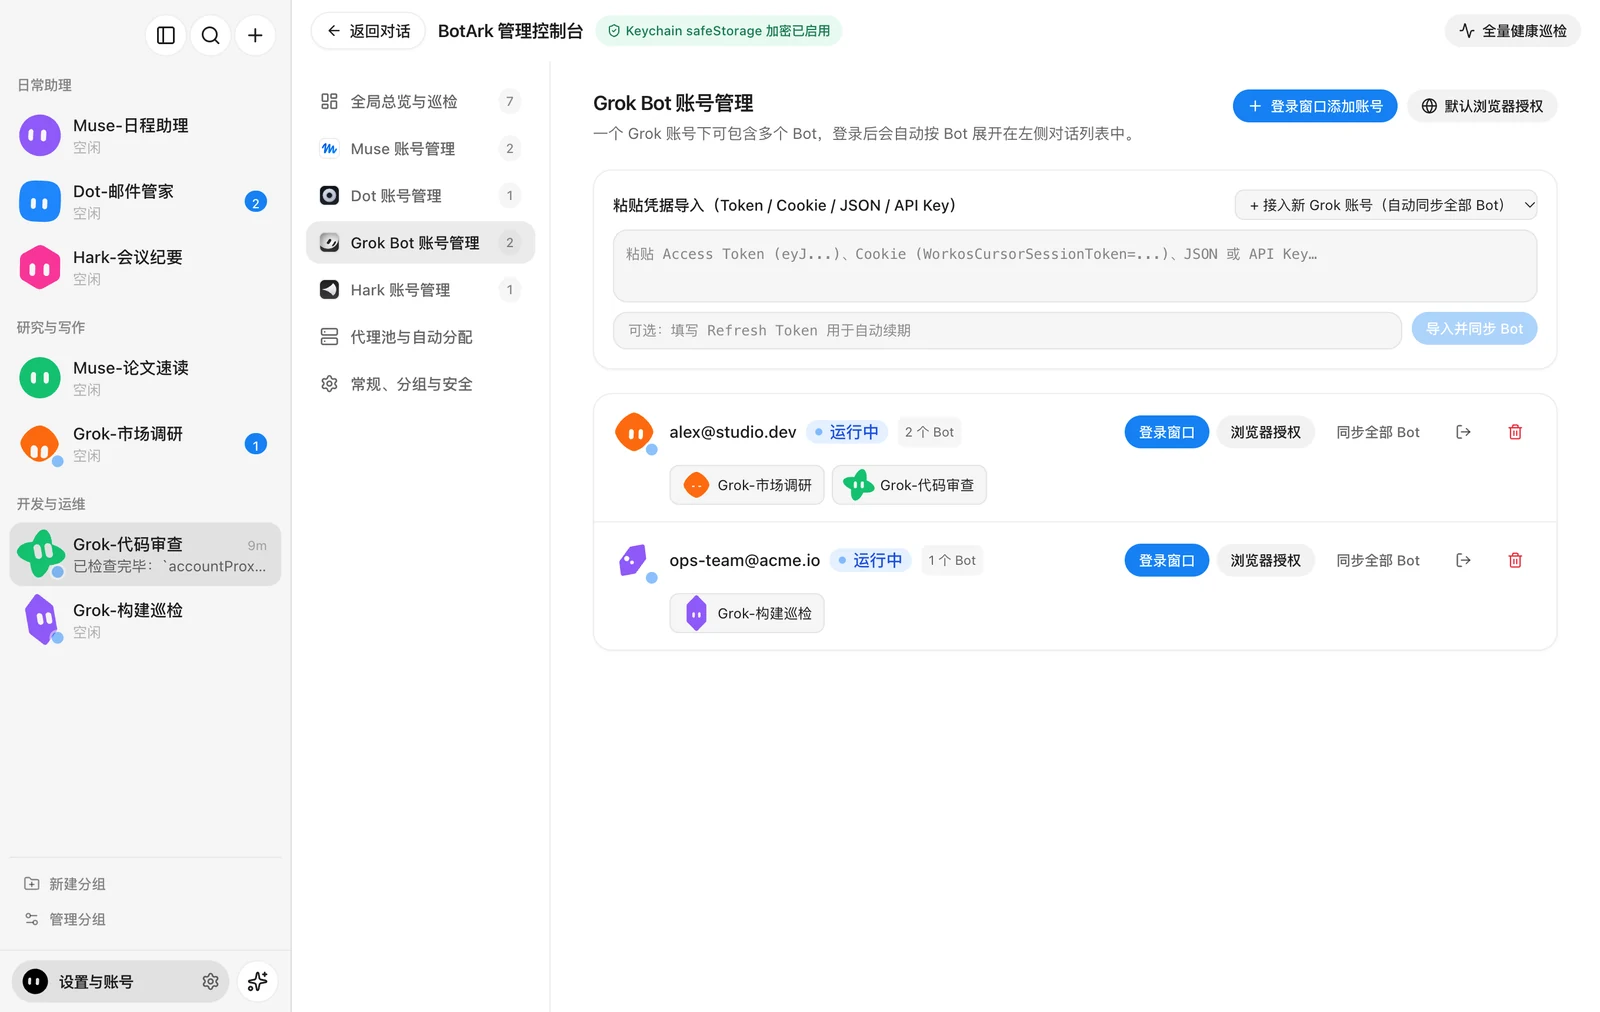 日常助理
Muse-日程助理
空闲
Dot-邮件管家
空闲
2
Hark-会议纪要
空闲
研究与写作
Muse-论文速读
空闲
Grok-市场调研
空闲
1
开发与运维
Grok-代码审查
9m
已检查完毕：`accountProx...
Grok-构建巡检
空闲
新建分组
管理分组
设置与账号
返回对话
BotArk 管理控制台
Keychain safeStorage 加密已启用
全量健康巡检
全局总览与巡检
7
Muse 账号管理
2
Dot 账号管理
1
Grok Bot 账号管理
2
Hark 账号管理
1
代理池与自动分配
常规、分组与安全
Grok Bot 账号管理
一个 Grok 账号下可包含多个 Bot，登录后会自动按 Bot 展开在左侧对话列表中。
登录窗口添加账号
默认浏览器授权
粘贴凭据导入（Token / Cookie / JSON / API Key）
+ 接入新 Grok 账号（自动同步全部 Bot）
粘贴 Access Token (eyJ...)、Cookie (WorkosCursorSessionToken=...)、JSON 或 API Key…
可选：填写 Refresh Token 用于自动续期
导入并同步 Bot
alex@studio.dev
运行中
2 个 Bot
登录窗口
浏览器授权
同步全部 Bot
Grok-市场调研
Grok-代码审查
ops-team@acme.io
运行中
1 个 Bot
登录窗口
浏览器授权
同步全部 Bot
Grok-构建巡检